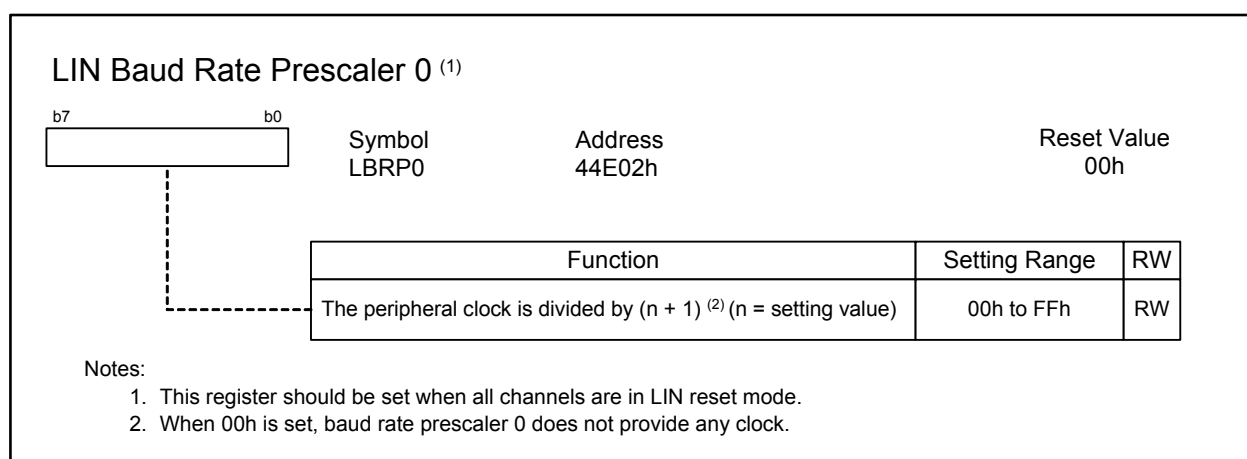 LIN Baud Rate Prescaler 0 (1)
b7 b0
Symbol Address Reset Value
LBRP0 44E02h 00h
Function Setting Range RW
The peripheral clock is divided by (n + 1) (2) (n = setting value) 00h to FFh RW
Notes:
1. This register should be set when all channels are in LIN reset mode.
2. When 00h is set, baud rate prescaler 0 does not provide any clock.